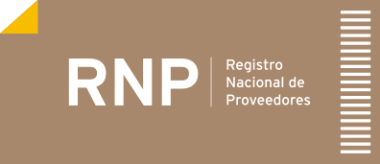 RNP
Registro
Nacional de
Proveedores